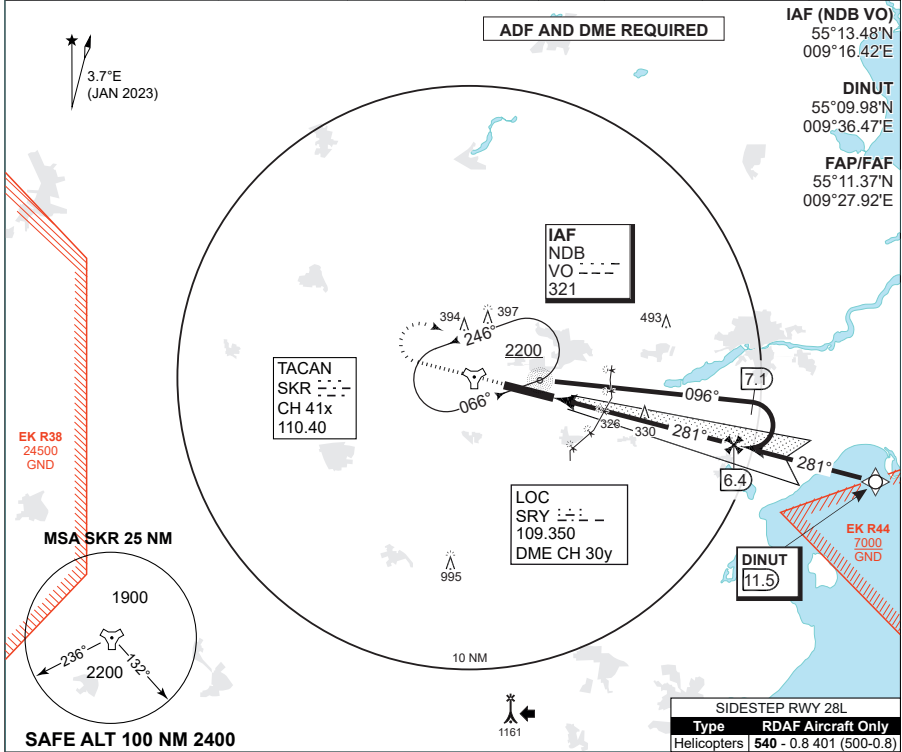 ADF AND DME REQUIRED
IAF (NDB VO)
55°13.48'N
009°16.42'E
DINUT
55°09.98'N
009°36.47'E
FAP/FAF
55°11.37'N
009°27.92'E
3.7°E
(JAN 2023)
IAF
NDB
VO
321
394
397
493
246°
2200
066°
TACAN
SKR
CH 41x
110.40
7.1
096°
326
330
281°
281°
6.4
EK R38
24500
GND
LOC
SRY
109.350
DME CH 30y
EK R44
7000
GND
DINUT
11.5
MSA SKR 25 NM
1900
236°
132°
2200
995
10 NM
1161
SAFE ALT 100 NM 2400
SIDESTEP RWY 28L
Type RDAF Aircraft Only
Helicopters 540 - 0.8 401 (500-0.8)